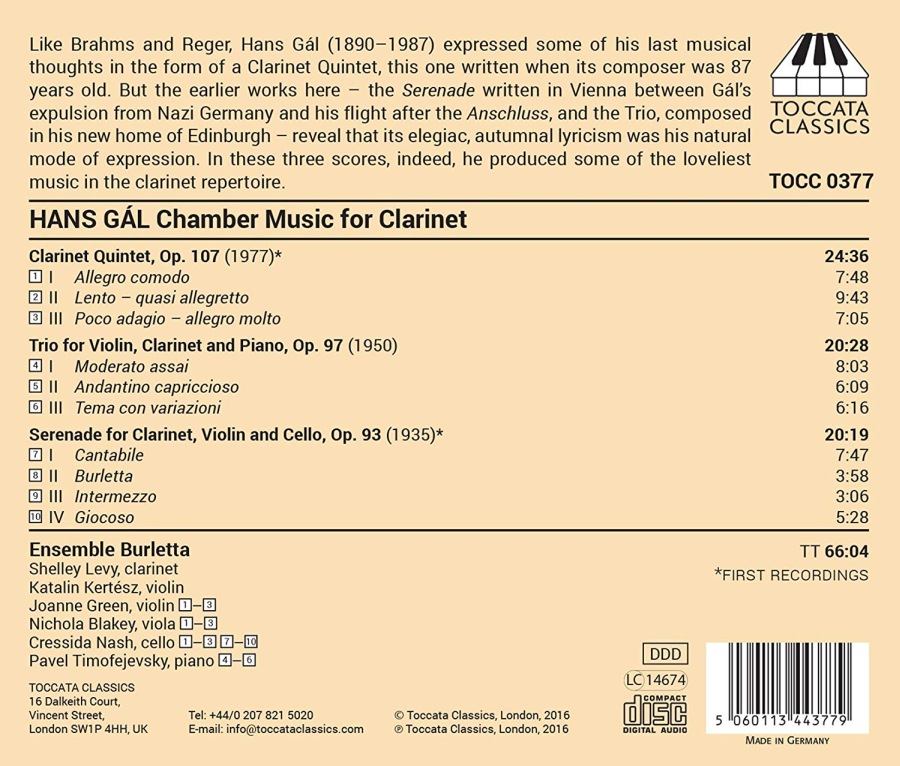 Like Brahms and Reger, Hans Gál (1890–1987) expressed some of his last musical
thoughts in the form of a Clarinet Quintet, this one written when its composer was 87
years old. But the earlier works here – the Serenade written in Vienna between Gál's
expulsion from Nazi Germany and his flight after the Anschluss, and the Trio, composed
in his new home of Edinburgh – reveal that its elegiac, autumnal lyricism was his natural
mode of expression. In these three scores, indeed, he produced some of the loveliest
music in the clarinet repertoire.
TOCCATA
CLASSICS
TOCC 0377
HANS GÁL Chamber Music for Clarinet
Clarinet Quintet, Op. 107 (1977)* 24:36
1 I Allegro comodo 7:48
2 II Lento – quasi allegretto 9:43
3 III Poco adagio – allegro molto 7:05
Trio for Violin, Clarinet and Piano, Op. 97 (1950) 20:28
4 I Moderato assai 8:03
5 II Andantino capriccioso 6:09
6 III Tema con variazioni 6:16
Serenade for Clarinet, Violin and Cello, Op. 93 (1935)* 20:19
7 I Cantabile 7:47
8 II Burletta 3:58
9 III Intermezzo 3:06
10 IV Giocoso 5:28
Ensemble Burletta
Shelley Levy, clarinet
Katalin Kertész, violin
Joanne Green, violin 1–3
Nichola Blakey, viola 1–3
Cressida Nash, cello 1–3 7–10
Pavel Timofejevsky, piano 4–6
TT 66:04
*FIRST RECORDINGS
TOCCATA CLASSICS
16 Dalkeith Court,
Vincent Street,
London SW1P 4HH, UK
Tel: +44/0 207 821 5020
E-mail: info@toccataclassics.com
© Toccata Classics, London, 2016
℗ Toccata Classics, London, 2016
DDD
LC 14674
COMPACT
disc
DIGITAL AUDIO
5 060113 443779
MADE IN GERMANY